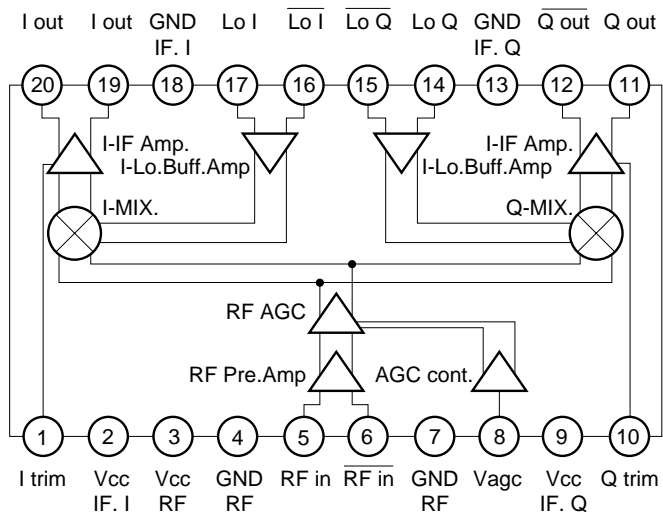 I out I out GND Lo I Lo I Lo Q Lo Q GND Q out Q out
IF. I IF. Q
20 19 18 17 16 15 14 13 12 11
I-IF Amp. I-IF Amp.
I-Lo.Buff.Amp I-Lo.Buff.Amp
I-MIX. Q-MIX.
RF AGC
RF Pre.Amp AGC cont.
1 2 3 4 5 6 7 8 9 10
I trim Vcc Vcc GND RF in RF in GND Vagc Vcc Q trim
IF. I RF RF RF IF. Q